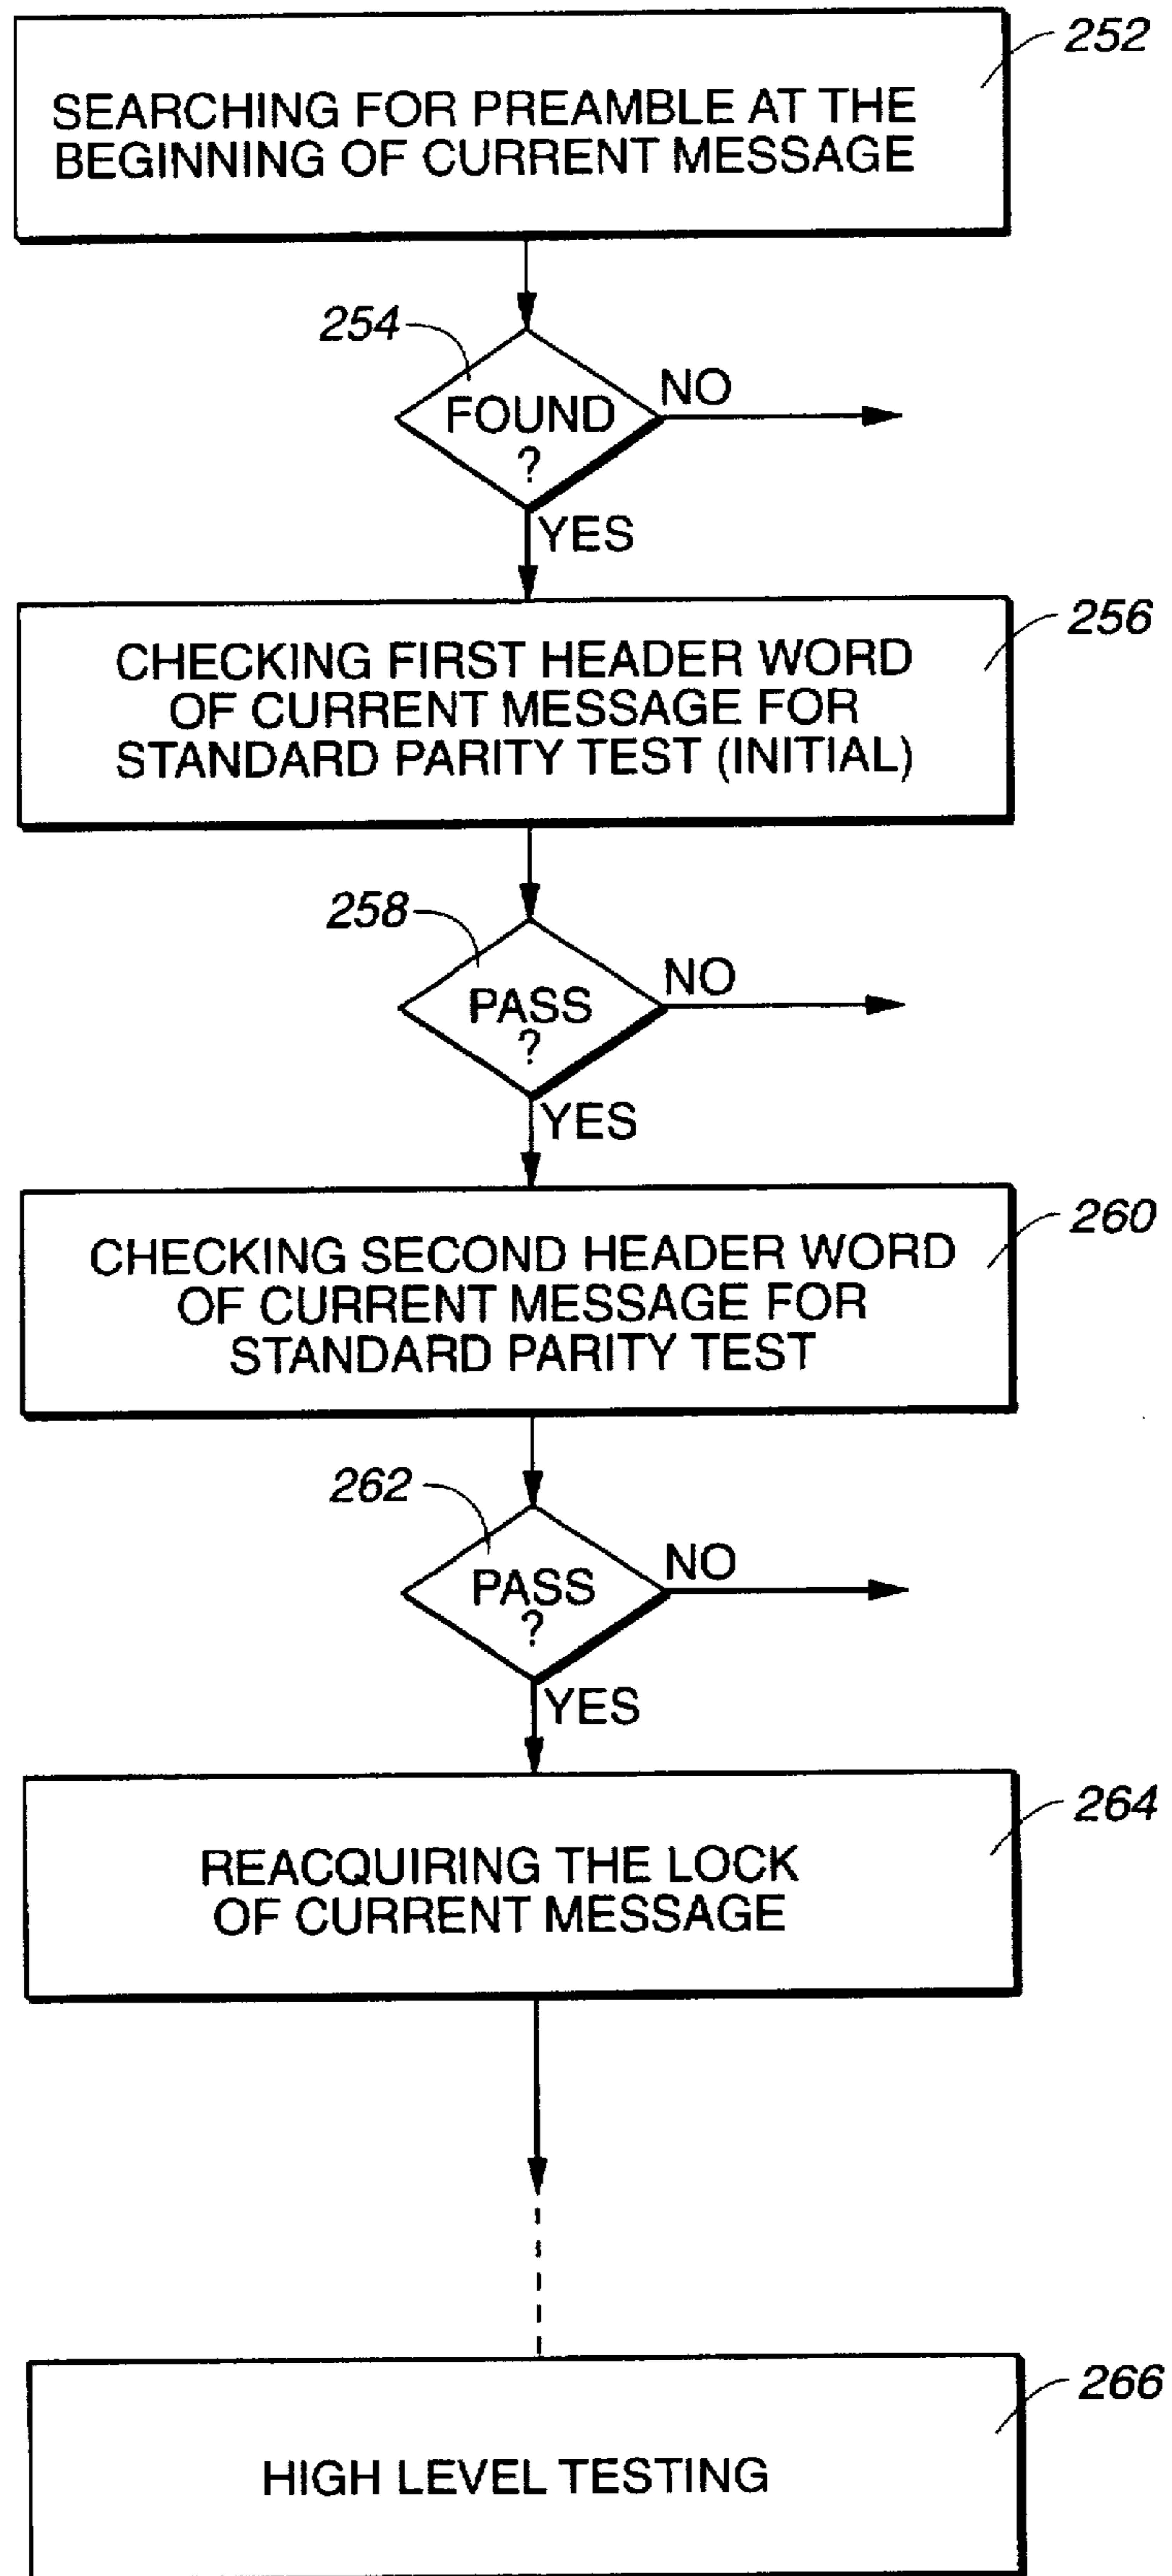 252
SEARCHING FOR PREAMBLE AT THE
BEGINNING OF CURRENT MESSAGE
254
FOUND
?
NO
YES
256
CHECKING FIRST HEADER WORD
OF CURRENT MESSAGE FOR
STANDARD PARITY TEST (INITIAL)
258
PASS
?
NO
YES
260
CHECKING SECOND HEADER WORD
OF CURRENT MESSAGE FOR
STANDARD PARITY TEST
262
PASS
?
NO
YES
264
REACQUIRING THE LOCK
OF CURRENT MESSAGE
266
HIGH LEVEL TESTING